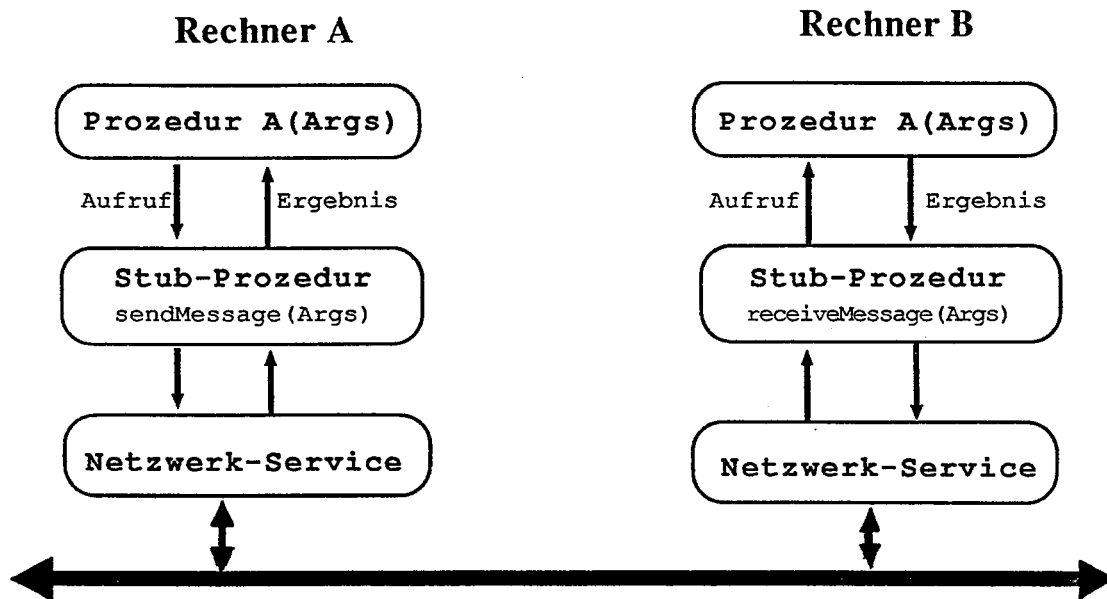 Rechner A
Prozedur A(Args)
Aufruf
Ergebnis
Stub-Prozedur
sendMessage(Args)
Netzwerk-Service
Rechner B
Prozedur A(Args)
Aufruf
Ergebnis
Stub-Prozedur
receiveMessage(Args)
Netzwerk-Service